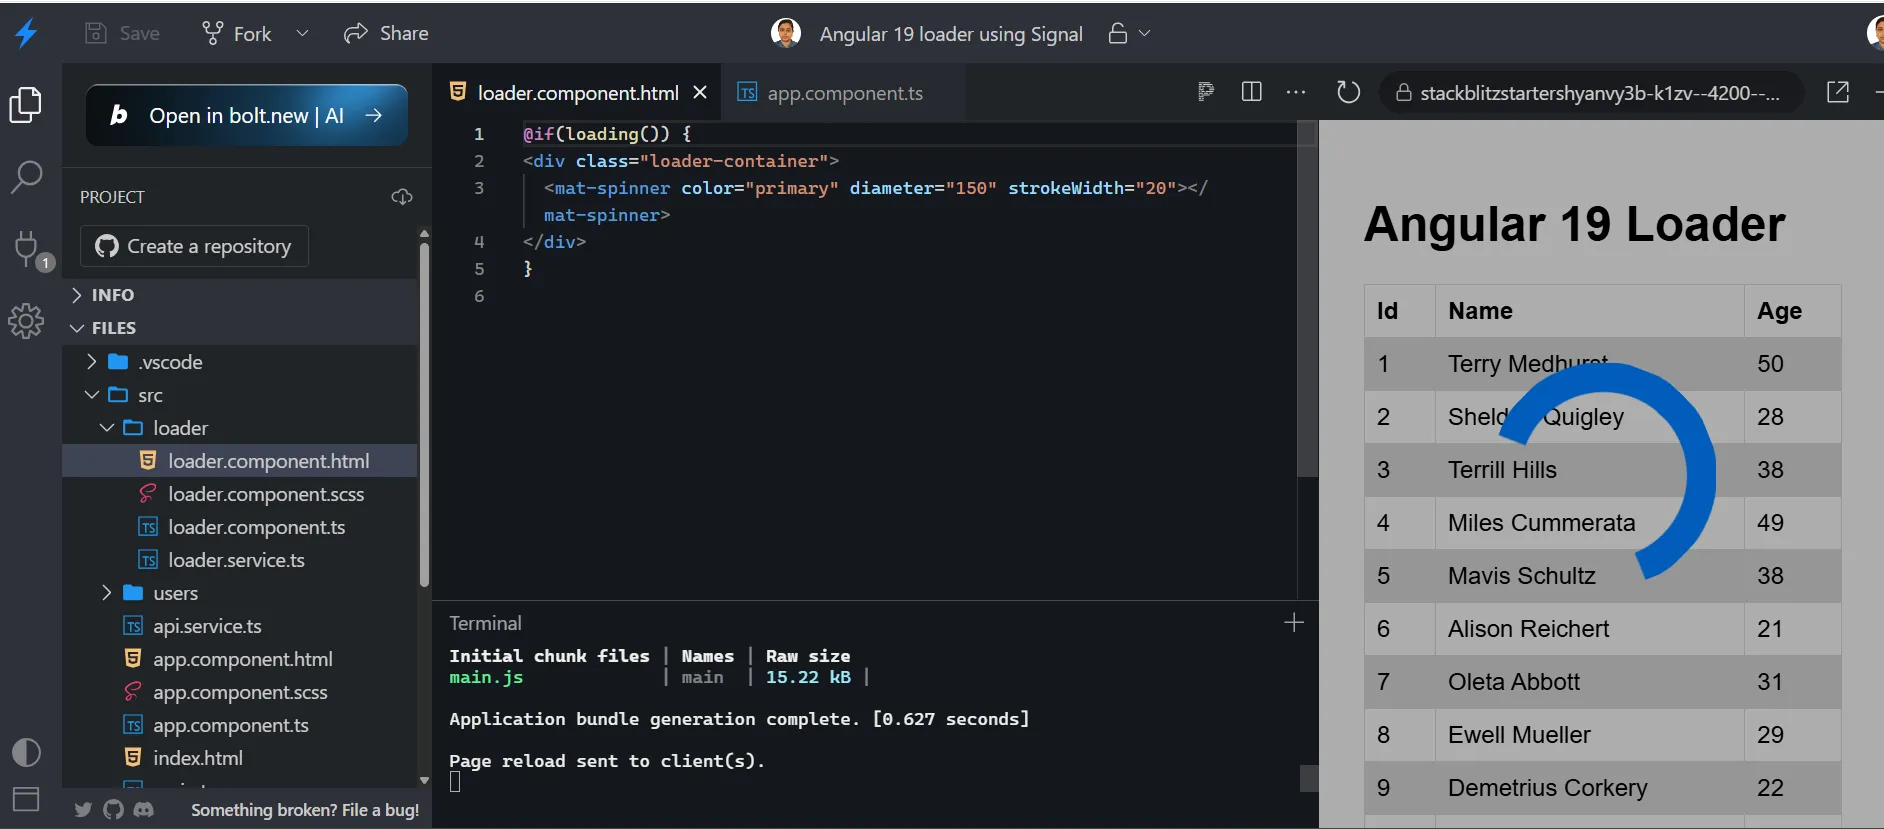 Save
Fork
Share
Angular 19 loader using Signal
b Open in bolt.new | AI
PROJECT
Create a repository
1
INFO
FILES
.vscode
src
loader
loader.component.html
loader.component.scss
loader.component.ts
loader.service.ts
users
api.service.ts
app.component.html
app.component.scss
app.component.ts
index.html
Something broken? File a bug!
loader.component.html
TS app.component.ts
stackblitzstartershyanvy3b-k1zv--4200--...
1 @if(loading()) {
2 <div class="loader-container">
3 <mat-spinner color="primary" diameter="150" strokeWidth="20"></
mat-spinner>
4 </div>
5 }
6
Terminal
Initial chunk files | Names | Raw size
main.js | main | 15.22 kB |
Application bundle generation complete. [0.627 seconds]
Page reload sent to client(s).
Angular 19 Loader
Id Name Age
1 Terry Medhurst 50
2 Quigley 28
3 Terrill Hills 38
4 Miles Cummerata 49
5 Mavis Schultz 38
6 Alison Reichert 21
7 Oleta Abbott 31
8 Ewell Mueller 29
9 Demetrius Corkery 22